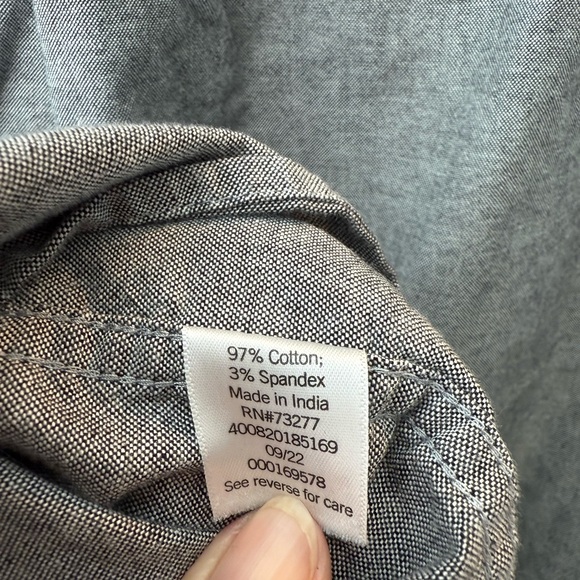 97% Cotton;
3% Spandex
Made in India
RN#73277
400820185169
09/22
000169578
See reverse for care